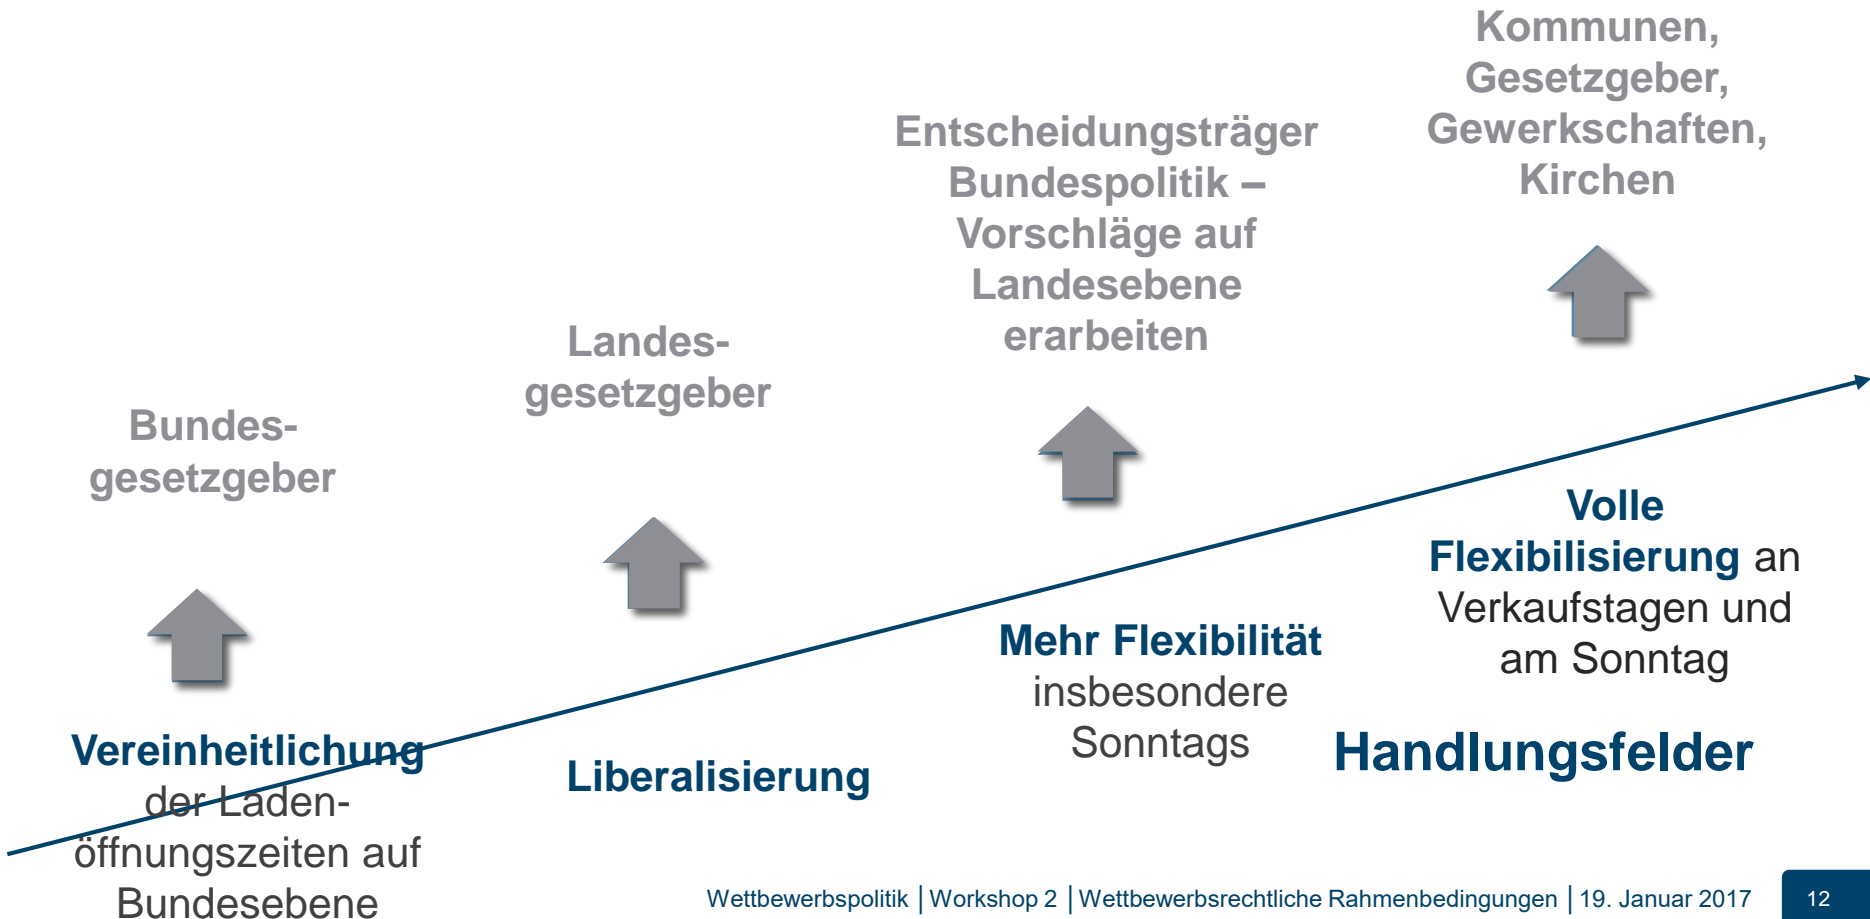 Kommunen,
Gesetzgeber,
Gewerkschaften,
Kirchen
Entscheidungsträger
Bundespolitik –
Vorschläge auf
Landesebene
erarbeiten
Landes-
gesetzgeber
Bundes-
gesetzgeber
Vereinheitlichung
der Laden-
öffnungszeiten auf
Bundesebene
Liberalisierung
Mehr Flexibilität
insbesondere
Sonntags
Volle
Flexibilisierung an
Verkaufstagen und
am Sonntag
Handlungsfelder
Wettbewerbspolitik | Workshop 2 | Wettbewerbsrechtliche Rahmenbedingungen | 19. Januar 2017 12